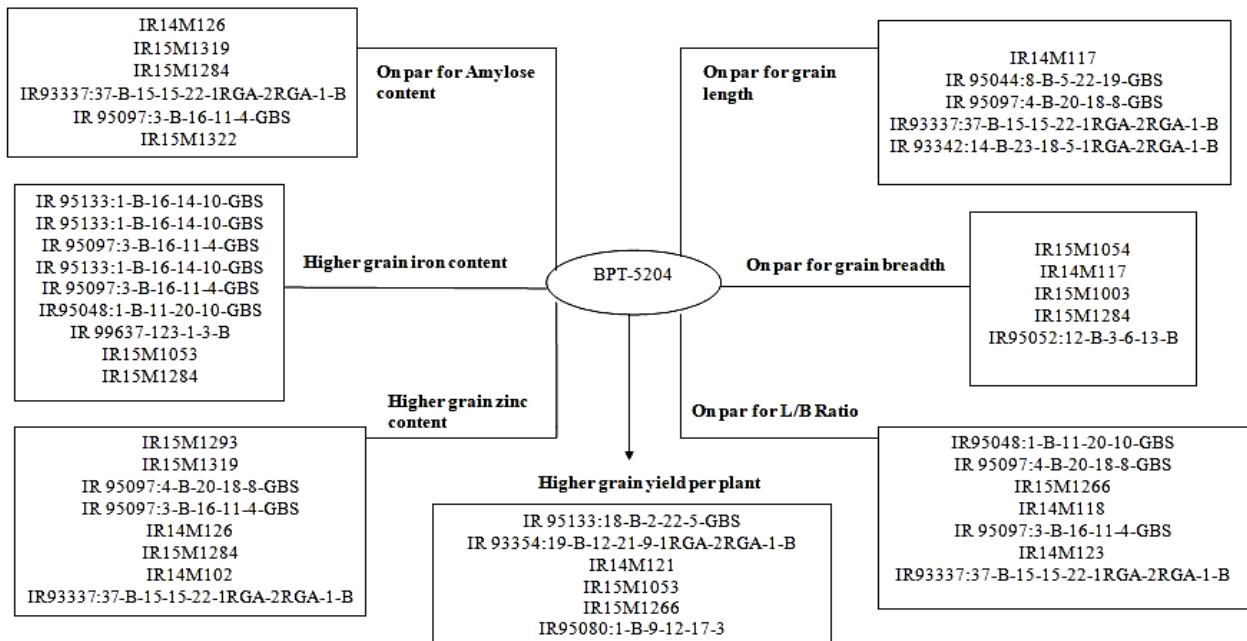 IR14M126
IR15M1319
IR15M1284
IR93337:37-B-15-15-22-1RGA-2RGA-1-B
IR 95097:3-B-16-11-4-GBS
IR15M1322
On par for Amylose
content
On par for grain
length
IR14M117
IR 95044:8-B-5-22-19-GBS
IR 95097:4-B-20-18-8-GBS
IR93337:37-B-15-15-22-1RGA-2RGA-1-B
IR 93342:14-B-23-18-5-1RGA-2RGA-1-B
IR 95133:1-B-16-14-10-GBS
IR 95133:1-B-16-14-10-GBS
IR 95097:3-B-16-11-4-GBS
IR 95133:1-B-16-14-10-GBS
IR 95097:3-B-16-11-4-GBS
IR95048:1-B-11-20-10-GBS
IR 99637-123-1-3-B
IR15M1053
IR15M1284
Higher grain iron content
BPT-5204
On par for grain breadth
IR15M1054
IR14M117
IR15M1003
IR15M1284
IR95052:12-B-3-6-13-B
Higher grain zinc
content
IR15M1293
IR15M1319
IR 95097:4-B-20-18-8-GBS
IR 95097:3-B-16-11-4-GBS
IR14M126
IR15M1284
IR14M102
IR93337:37-B-15-15-22-1RGA-2RGA-1-B
Higher grain yield per plant
IR 95133:18-B-2-22-5-GBS
IR 93354:19-B-12-21-9-1RGA-2RGA-1-B
IR14M121
IR15M1053
IR15M1266
IR95080:1-B-9-12-17-3
On par for L/B Ratio
IR95048:1-B-11-20-10-GBS
IR 95097:4-B-20-18-8-GBS
IR15M1266
IR14M118
IR 95097:3-B-16-11-4-GBS
IR14M123
IR93337:37-B-15-15-22-1RGA-2RGA-1-B